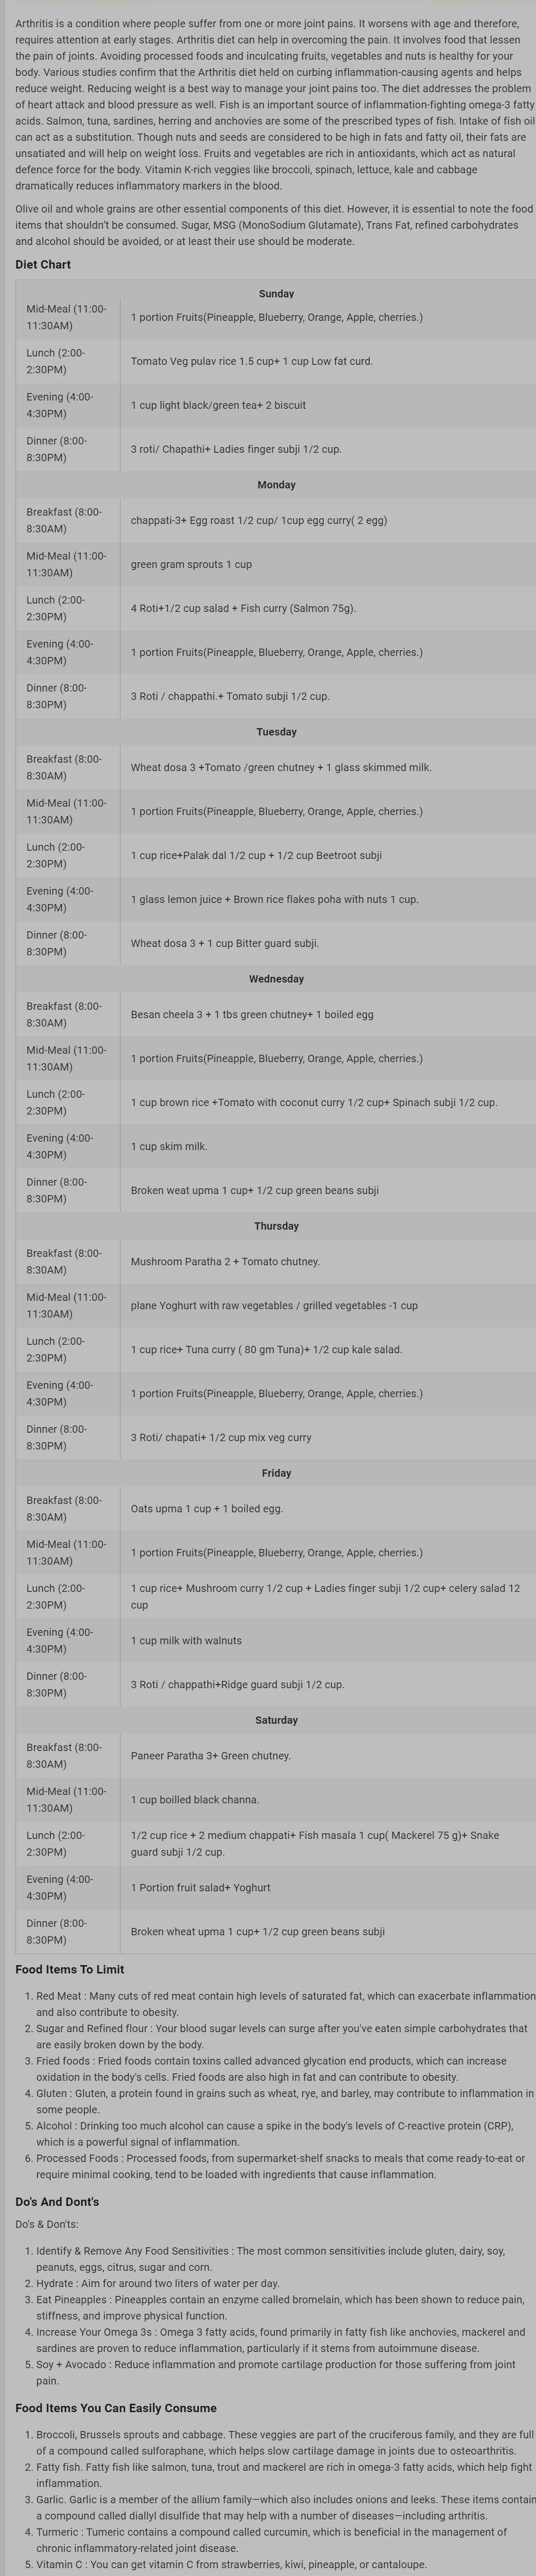 Arthritis is a condition where people suffer from one or more joint pains. It worsens with age and therefore,
requires attention at early stages. Arthritis diet can help in overcoming the pain. It involves food that lessen
the pain of joints. Avoiding processed foods and inculcating fruits, vegetables and nuts is healthy for your
body. Various studies confirm that the Arthritis diet held on curbing inflammation-causing agents and helps
reduce weight. Reducing weight is a best way to manage your joint pains too. The diet addresses the problem
of heart attack and blood pressure as well. Fish is an important source of inflammation-fighting omega-3 fatty
acids. Salmon, tuna, sardines, herring and anchovies are some of the prescribed types of fish. Intake of fish oil
can act as a substitution. Though nuts and seeds are considered to be high in fats and fatty oil, their fats are
unsatiated and will help on weight loss. Fruits and vegetables are rich in antioxidants, which act as natural
defence force for the body. Vitamin K-rich veggies like broccoli, spinach, lettuce, kale and cabbage
dramatically reduces inflammatory markers in the blood.
Olive oil and whole grains are other essential components of this diet. However, it is essential to note the food
items that shouldn't be consumed. Sugar, MSG (MonoSodium Glutamate), Trans Fat, refined carbohydrates
and alcohol should be avoided, or at least their use should be moderate.
Diet Chart
Sunday
Mid-Meal (11:00-
11:30AM)
1 portion Fruits(Pineapple, Blueberry, Orange, Apple, cherries.)
Lunch (2:00-
2:30PM)
Tomato Veg pulav rice 1.5 cup+ 1 cup Low fat curd.
Evening (4:00-
4:30PM)
1 cup light black/green tea+ 2 biscuit
Dinner (8:00-
8:30PM)
3 roti/ Chapathi+ Ladies finger subji 1/2 cup.
Monday
Breakfast (8:00-
8:30AM)
chappati-3+ Egg roast 1/2 cup/ 1cup egg curry( 2 egg)
Mid-Meal (11:00-
11:30AM)
green gram sprouts 1 cup
Lunch (2:00-
2:30PM)
4 Roti+1/2 cup salad + Fish curry (Salmon 75g).
Evening (4:00-
4:30PM)
1 portion Fruits(Pineapple, Blueberry, Orange, Apple, cherries.)
Dinner (8:00-
8:30PM)
3 Roti / chappathi.+ Tomato subji 1/2 cup.
Tuesday
Breakfast (8:00-
8:30AM)
Wheat dosa 3 +Tomato /green chutney + 1 glass skimmed milk.
Mid-Meal (11:00-
11:30AM)
1 portion Fruits(Pineapple, Blueberry, Orange, Apple, cherries.)
Lunch (2:00-
2:30PM)
1 cup rice+Palak dal 1/2 cup + 1/2 cup Beetroot subji
Evening (4:00-
4:30PM)
1 glass lemon juice + Brown rice flakes poha with nuts 1 cup.
Dinner (8:00-
8:30PM)
Wheat dosa 3 + 1 cup Bitter guard subji.
Wednesday
Breakfast (8:00-
8:30AM)
Besan cheela 3 + 1 tbs green chutney+ 1 boiled egg
Mid-Meal (11:00-
11:30AM)
1 portion Fruits(Pineapple, Blueberry, Orange, Apple, cherries.)
Lunch (2:00-
2:30PM)
1 cup brown rice +Tomato with coconut curry 1/2 cup+ Spinach subji 1/2 cup.
Evening (4:00-
4:30PM)
1 cup skim milk.
Dinner (8:00-
8:30PM)
Broken weat upma 1 cup+ 1/2 cup green beans subji
Thursday
Breakfast (8:00-
8:30AM)
Mushroom Paratha 2 + Tomato chutney.
Mid-Meal (11:00-
11:30AM)
plane Yoghurt with raw vegetables / grilled vegetables -1 cup
Lunch (2:00-
2:30PM)
1 cup rice+ Tuna curry ( 80 gm Tuna)+ 1/2 cup kale salad.
Evening (4:00-
4:30PM)
1 portion Fruits(Pineapple, Blueberry, Orange, Apple, cherries.)
Dinner (8:00-
8:30PM)
3 Roti/ chapati+ 1/2 cup mix veg curry
Friday
Breakfast (8:00-
8:30AM)
Oats upma 1 cup + 1 boiled egg.
Mid-Meal (11:00-
11:30AM)
1 portion Fruits(Pineapple, Blueberry, Orange, Apple, cherries.)
Lunch (2:00-
2:30PM)
1 cup rice+ Mushroom curry 1/2 cup + Ladies finger subji 1/2 cup+ celery salad 12
cup
Evening (4:00-
4:30PM)
1 cup milk with walnuts
Dinner (8:00-
8:30PM)
3 Roti / chappathi+Ridge guard subji 1/2 cup.
Saturday
Breakfast (8:00-
8:30AM)
Paneer Paratha 3+ Green chutney.
Mid-Meal (11:00-
11:30AM)
1 cup boilled black channa.
Lunch (2:00-
2:30PM)
1/2 cup rice + 2 medium chappati+ Fish masala 1 cup( Mackerel 75 g)+ Snake
guard subji 1/2 cup.
Evening (4:00-
4:30PM)
1 Portion fruit salad+ Yoghurt
Dinner (8:00-
8:30PM)
Broken wheat upma 1 cup+ 1/2 cup green beans subji
Food Items To Limit
1. Red Meat : Many cuts of red meat contain high levels of saturated fat, which can exacerbate inflammation
and also contribute to obesity.
2. Sugar and Refined flour : Your blood sugar levels can surge after you've eaten simple carbohydrates that
are easily broken down by the body.
3. Fried foods : Fried foods contain toxins called advanced glycation end products, which can increase
oxidation in the body's cells. Fried foods are also high in fat and can contribute to obesity.
4. Gluten : Gluten, a protein found in grains such as wheat, rye, and barley, may contribute to inflammation in
some people.
5. Alcohol : Drinking too much alcohol can cause a spike in the body's levels of C-reactive protein (CRP),
which is a powerful signal of inflammation.
6. Processed Foods : Processed foods, from supermarket-shelf snacks to meals that come ready-to-eat or
require minimal cooking, tend to be loaded with ingredients that cause inflammation.
Do's And Dont's
Do's & Don'ts:
1. Identify & Remove Any Food Sensitivities : The most common sensitivities include gluten, dairy, soy,
peanuts, eggs, citrus, sugar and corn.
2. Hydrate : Aim for around two liters of water per day.
3. Eat Pineapples : Pineapples contain an enzyme called bromelain, which has been shown to reduce pain,
stiffness, and improve physical function.
4. Increase Your Omega 3s : Omega 3 fatty acids, found primarily in fatty fish like anchovies, mackerel and
sardines are proven to reduce inflammation, particularly if it stems from autoimmune disease.
5. Soy + Avocado : Reduce inflammation and promote cartilage production for those suffering from joint
pain.
Food Items You Can Easily Consume
1. Broccoli, Brussels sprouts and cabbage. These veggies are part of the cruciferous family, and they are full
of a compound called sulforaphane, which helps slow cartilage damage in joints due to osteoarthritis.
2. Fatty fish. Fatty fish like salmon, tuna, trout and mackerel are rich in omega-3 fatty acids, which help fight
inflammation.
3. Garlic. Garlic is a member of the allium family—which also includes onions and leeks. These items contain
a compound called diallyl disulfide that may help with a number of diseases—including arthritis.
4. Turmeric : Tumeric contains a compound called curcumin, which is beneficial in the management of
chronic inflammatory-related joint disease.
5. Vitamin C : You can get vitamin C from strawberries, kiwi, pineapple, or cantaloupe.